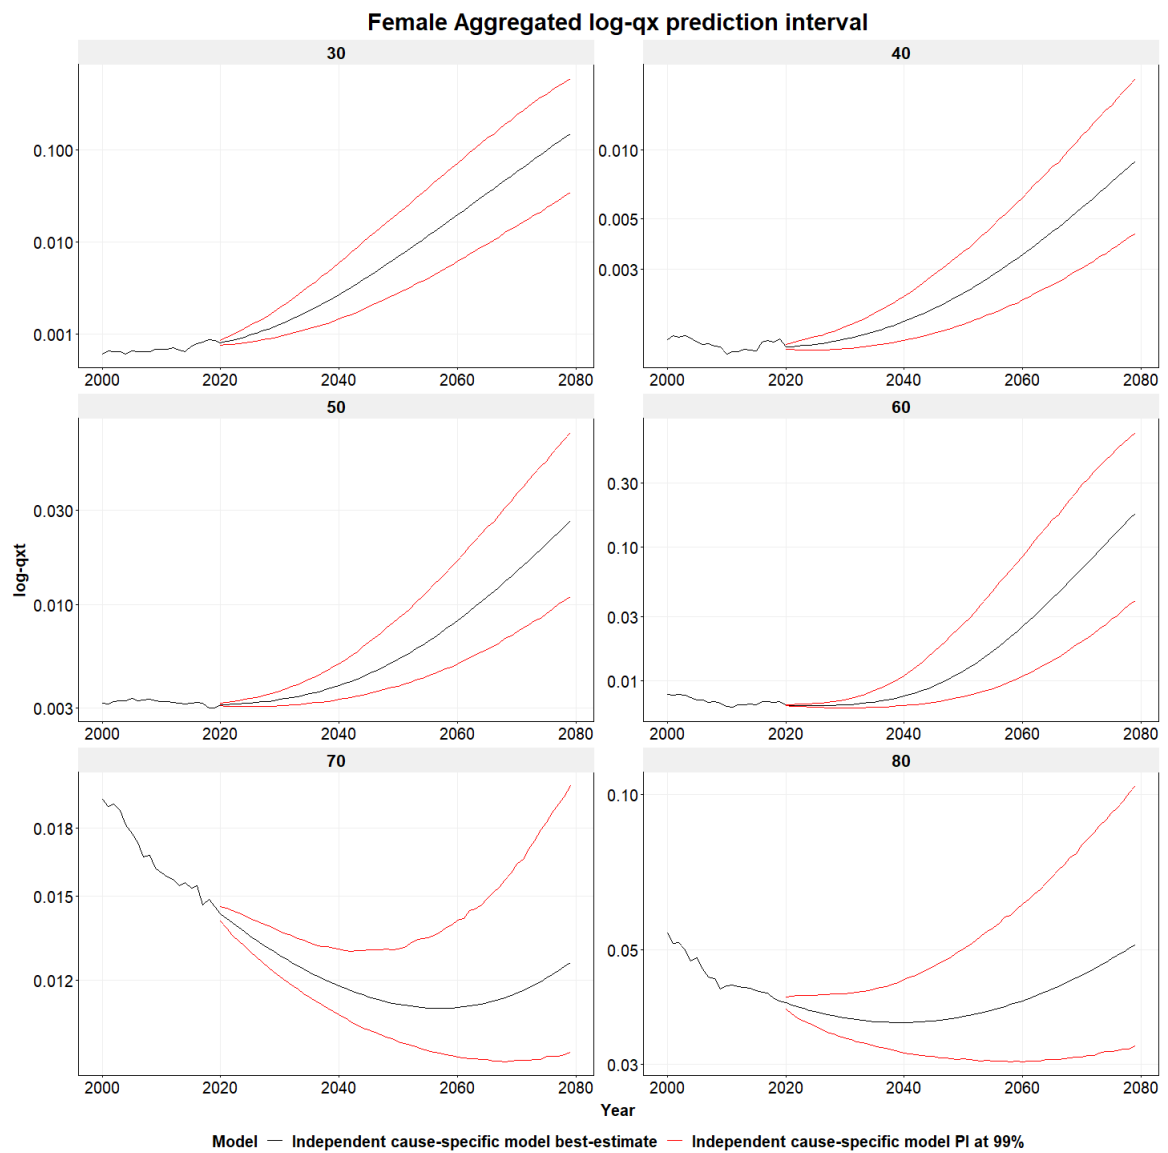 Female Aggregated log-qx prediction interval
30
40
0.100
0.010
0.001
0.010
0.005
0.003
2000 2020 2040 2060 2080
2000 2020 2040 2060 2080
50
60
0.030
0.010
0.003
0.30
0.10
0.03
0.01
2000 2020 2040 2060 2080
2000 2020 2040 2060 2080
70
80
0.018
0.015
0.012
0.10
0.05
0.03
2000 2020 2040 2060 2080
2000 2020 2040 2060 2080
log-qxt
Year
Model Independent cause-specific model best-estimate Independent cause-specific model PI at 99%